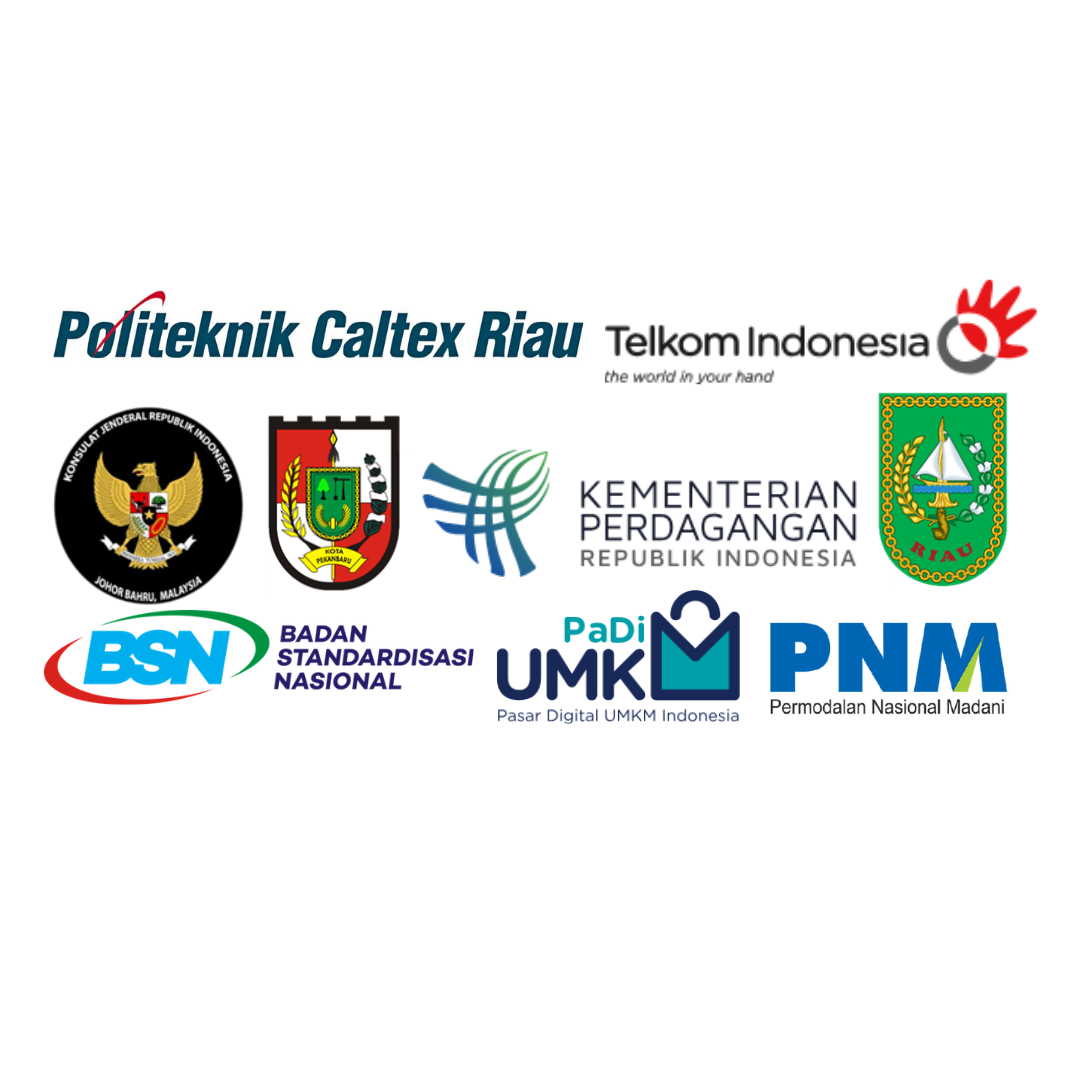 Politeknik Caltex Riau
Telkom Indonesia
the world in your hand
KONSULAT JENDERAL REPUBLIK INDONESIA
JOHOR BAHRU, MALAYSIA
KOTA
PEKANBARU
KEMENTERIAN
PERDAGANGAN
REPUBLIK INDONESIA
RIAU
BSN
BADAN
STANDARDISASI
NASIONAL
PaDi
UMKM
Pasar Digital UMKM Indonesia
PNM
Permodalan Nasional Madani